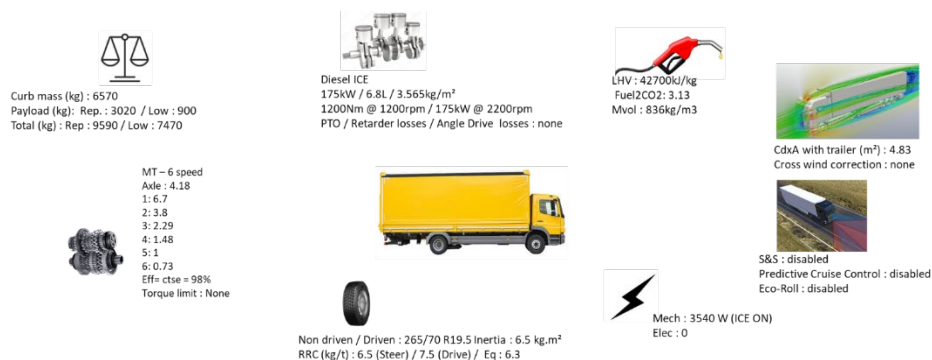 Curb mass (kg) : 6570
Payload (kg): Rep. : 3020 / Low : 900
Total (kg) : Rep : 9590 / Low : 7470
Diesel ICE
175kW / 6.8L / 3.565kg/m²
1200Nm @ 1200rpm / 175kW @ 2200rpm
PTO / Retarder losses / Angle Drive losses : none
LHV : 42700kJ/kg
Fuel2CO2 : 3.13
Mvol : 836kg/m3
CdxA with trailer (m²) : 4.83
Cross wind correction : none
MT – 6 speed
Axle : 4.18
1: 6.7
2: 3.8
3: 2.29
4: 1.48
5: 1
6: 0.73
Eff= ctse = 98%
Torque limit : None
S&S : disabled
Predictive Cruise Control : disabled
Eco-Roll : disabled
Non driven / Driven : 265/70 R19.5 Inertia : 6.5 kg.m²
RRC (kg/t) : 6.5 (Steer) / 7.5 (Drive) / Eq : 6.3
Mech : 3540 W (ICE ON)
Elec : 0